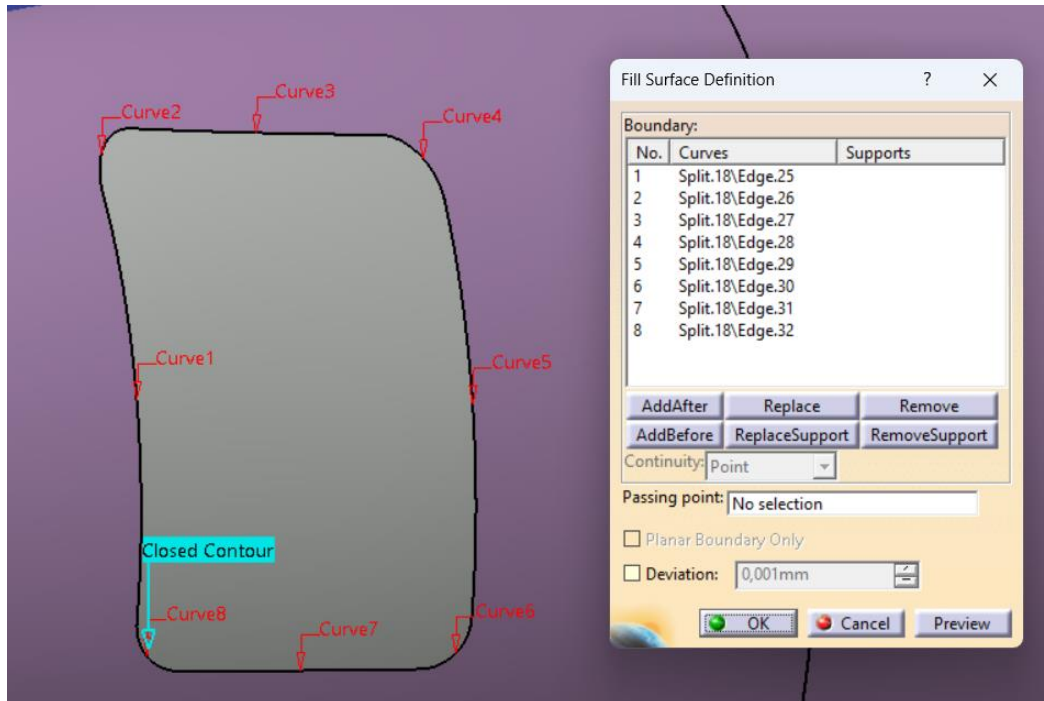 Curve3
Curve2
Curve4
Curve1
Curve5
Closed Contour
Curve8
Curve7
Curve6
Fill Surface Definition ? X
Boundary:
No. Curves Supports
1 Split.18\Edge.25
2 Split.18\Edge.26
3 Split.18\Edge.27
4 Split.18\Edge.28
5 Split.18\Edge.29
6 Split.18\Edge.30
7 Split.18\Edge.31
8 Split.18\Edge.32
AddAfter Replace Remove
AddBefore ReplaceSupport RemoveSupport
Continuity: Point
Passing point: No selection
Planar Boundary Only
Deviation: 0,001mm
OK Cancel Preview